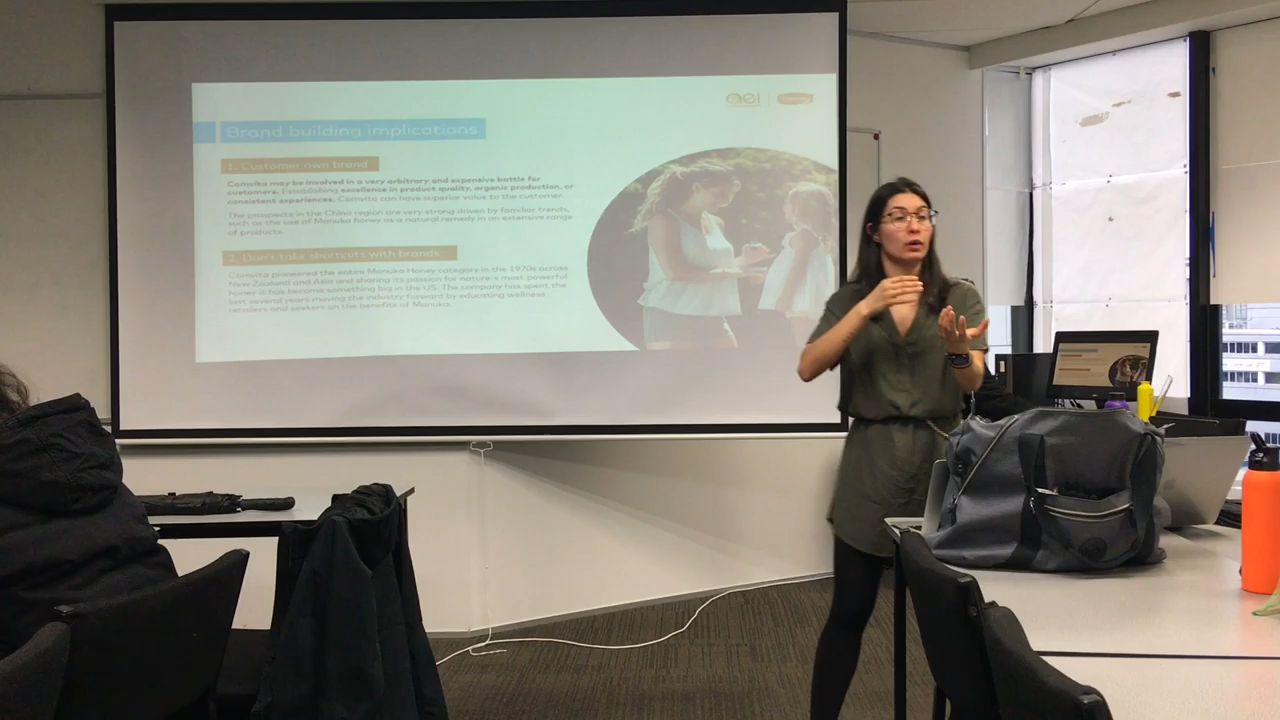 aei
Brand building implications
1. Customer own brand
Comvita may be involved in a very arbitrary and expensive battle for
customers. Establishing excellence in product quality, organic production, or
consistent experiences, Comvita can have superior value to the customer.
The prospects in the China region are very strong driven by familiar trends,
such as the use of Manuka honey as a natural remedy in an extensive range
of products.
2. Don't take shortcuts with brands
Comvita pioneered the entire Manuka Honey category in the 1970s across
New Zealand and Asia and sharing its passion for nature's most powerful
honey it has become something big in the US. The company has spent the
last several years moving the industry forward by educating wellness
retailers and seekers on the benefits of Manuka.